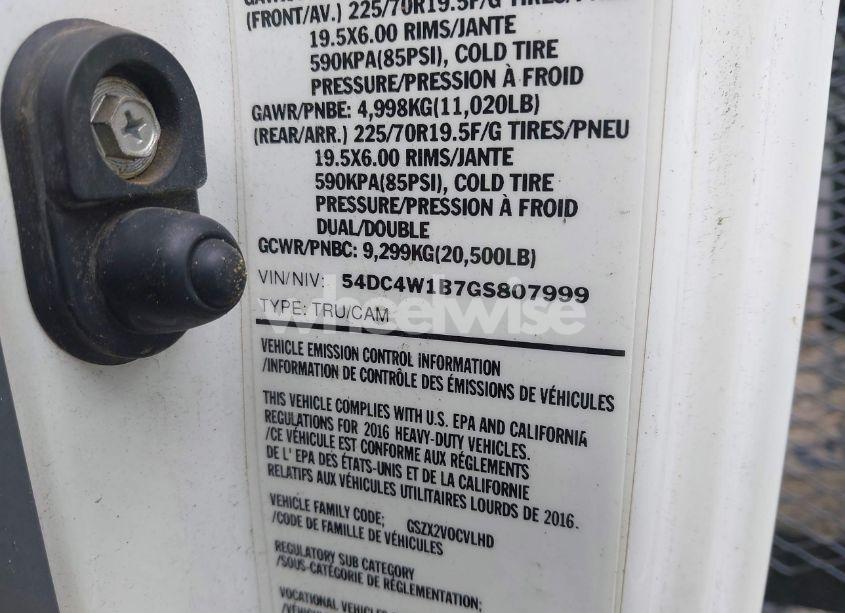 (FRONT/AV.) 225/70R19.5F/G TIRES/PNEU
19.5X6.00 RIMS/JANTE
590KPA(85PSI), COLD TIRE
PRESSURE/PRESSION À FROID
GAWR/PNBE: 4,998KG(11,020LB)
(REAR/ARR.) 225/70R19.5F/G TIRES/PNEU
19.5X6.00 RIMS/JANTE
590KPA(85PSI), COLD TIRE
PRESSURE/PRESSION À FROID
DUAL/DOUBLE
GCWR/PNBC: 9,299KG(20,500LB)
VIN/NIV: 54DC4W1B7GS807999
TYPE: TRU/CAM
wheelwise
VEHICLE EMISSION CONTROL INFORMATION
/INFORMATION DE CONTRÔLE DES ÉMISSIONS DE VÉHICULES
THIS VEHICLE COMPLIES WITH U.S. EPA AND CALIFORNIA
REGULATIONS FOR 2016 HEAVY-DUTY VEHICLES.
/CE VÉHICULE EST CONFORME AUX RÉGLEMENTS
DE L' EPA DES ÉTATS-UNIS ET DE LA CALIFORNIE
RELATIFS AUX VÉHICULES UTILITAIRES LOURDS DE 2016.
VEHICLE FAMILY CODE; GSZX2VOCVLHD
/CODE DE FAMILLE DE VÉHICULES
REGULATORY SUB CATEGORY
/SOUS-CATÉGORIE DE RÉGLEMENTATION;
VOCATIONAL VEHICLES